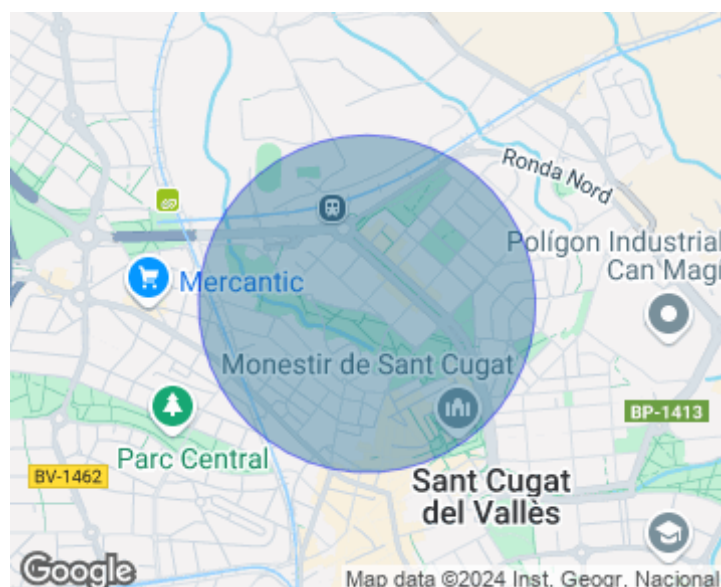 Ronda Nord
Polígon Industrial
Can Magí
Mercantic
Monestir de Sant Cugat
BP-1413
Parc Central
BV-1462
Sant Cugat
del Vallès
Google
Map data ©2024 Inst. Geogr. Nacional